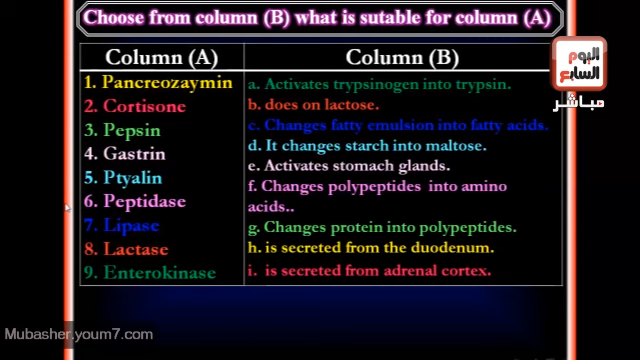 Choose from column (B) what is sutable for column (A)
Column (A)
1. Pancreozaymin
2. Cortisone
3. Pepsin
4. Gastrin
5. Ptyalin
6. Peptidase
7. Lipase
8. Lactase
9. Enterokinase
Column (B)
a. Activates trypsinogen into trypsin.
b. does on lactose.
c. Changes fatty emulsion into fatty acids.
d. It changes starch into maltose.
e. Activates stomach glands.
f. Changes polypeptides into amino
acids..
g. Changes protein into polypeptides.
h. is secreted from the duodenum.
i. is secreted from adrenal cortex.
اليوم
السابع
مباشر
Mubasher.youm7.com